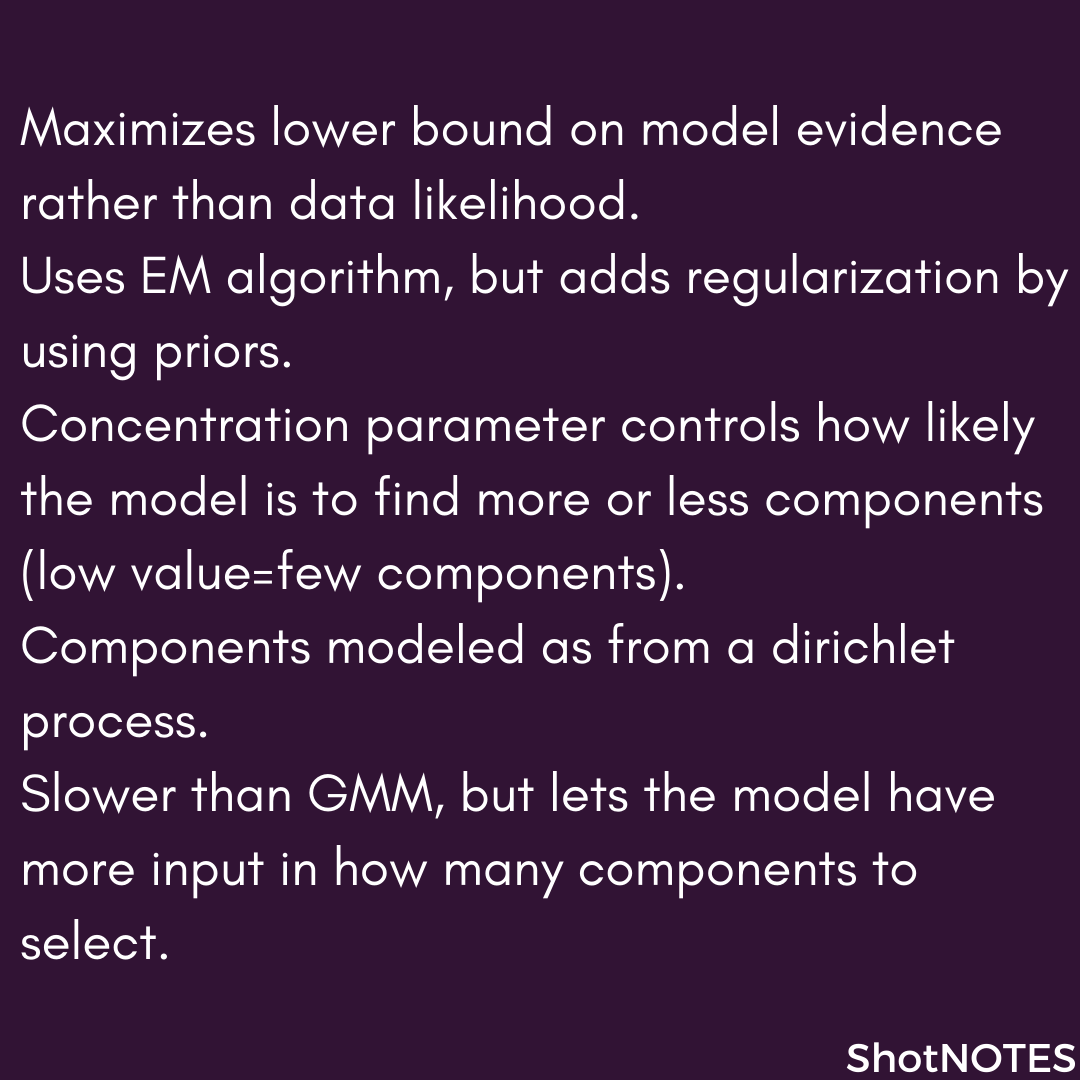 Maximizes lower bound on model evidence
rather than data likelihood.
Uses EM algorithm, but adds regularization by
using priors.
Concentration parameter controls how likely
the model is to find more or less components
(low value=few components).
Components modeled as from a dirichlet
process.
Slower than GMM, but lets the model have
more input in how many components to
select.
ShotNOTES